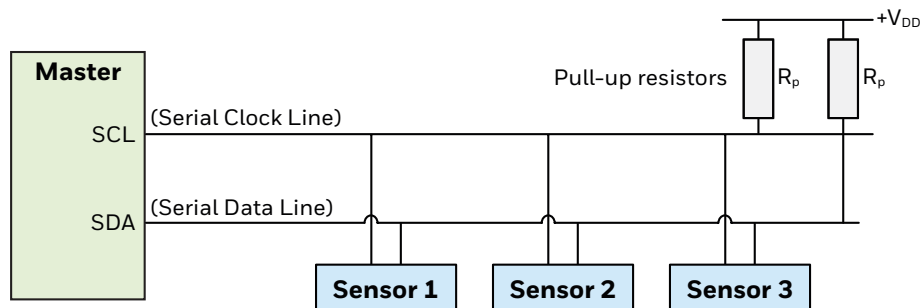 +VDD
Master
Pull-up resistors Rp Rp
(Serial Clock Line)
SCL
(Serial Data Line)
SDA
Sensor 1 Sensor 2 Sensor 3